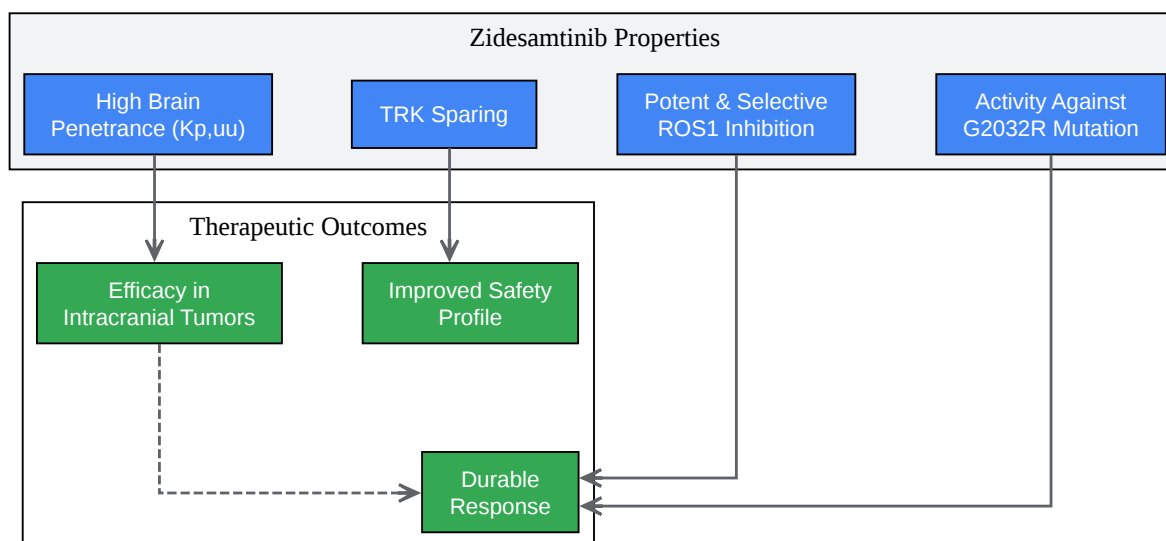 Zidesamtinib Properties
High Brain
Penetrance (Kp,uu)
TRK Sparing
Potent & Selective
ROS1 Inhibition
Activity Against
G2032R Mutation
Therapeutic Outcomes
Efficacy in
Intracranial Tumors
Improved Safety
Profile
Durable
Response